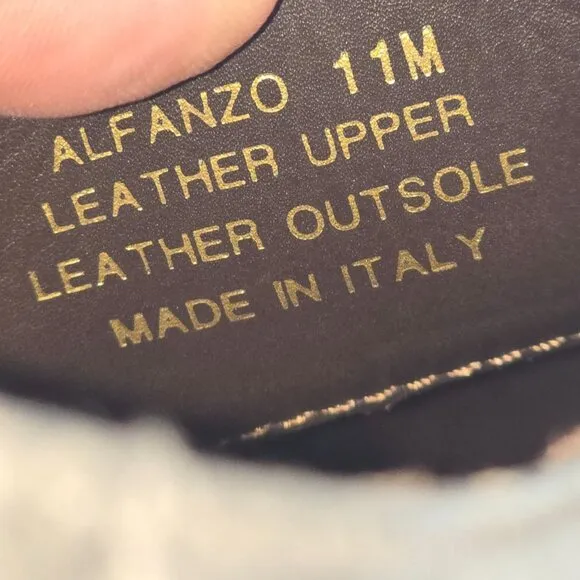 ALFANZO 11M
LEATHER UPPER
LEATHER OUTSOLE
MADE IN ITALY